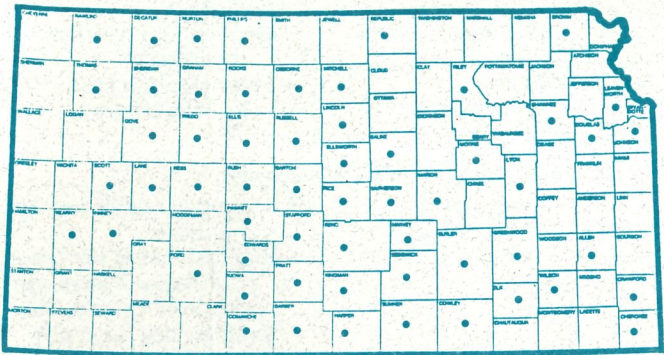 CHEYENNE
RAWLINS
DECATUR
NORTON
PHILLIPS
SMITH
JEWELL
REPUBLIC
WASHINGTON
MARSHALL
NEMAHA
BROWN
DONIPHAN
SHERMAN
THOMAS
SHERIDAN
GRAHAM
ROOKS
OSBORNE
MITCHELL
CLOUD
CLAY
RILEY
POTTAWATOMIE
JACKSON
ATCHISON
JEFFERSON
LEAVEN
WORTH
WYAN
DOTTE
WALLACE
LOGAN
GOVE
TREGO
ELLIS
RUSSELL
LINCOLN
OTTAWA
DICKINSON
GEARY
WABAUNSEE
SHAWNEE
DOUGLAS
JOHNSON
ELLSWORTH
SALINE
MORRIS
OSAGE
FRANKLIN
MIAMI
GREELEY
WICHITA
SCOTT
LANE
NESS
RUSH
BARTON
RICE
McPHERSON
MARION
CHASE
LYON
COFFEY
ANDERSON
LINN
HAMILTON
KEARNY
FINNEY
HODGEMAN
PAWNEE
STAFFORD
RENO
HARVEY
BUTLER
GREENWOOD
WOODSON
ALLEN
BOURBON
GRAY
FORD
EDWARDS
SEDGWICK
STANTON
GRANT
HASKELL
KIOWA
PRATT
KINGMAN
ELK
WILSON
NEOSHO
CRAWFORD
MORTON
STEVENS
SEWARD
MEADE
CLARK
COMANCHE
BARBER
HARPER
SUMNER
COWLEY
CHAUTAUQUA
MONTGOMERY
LABETTE
CHEROKEE